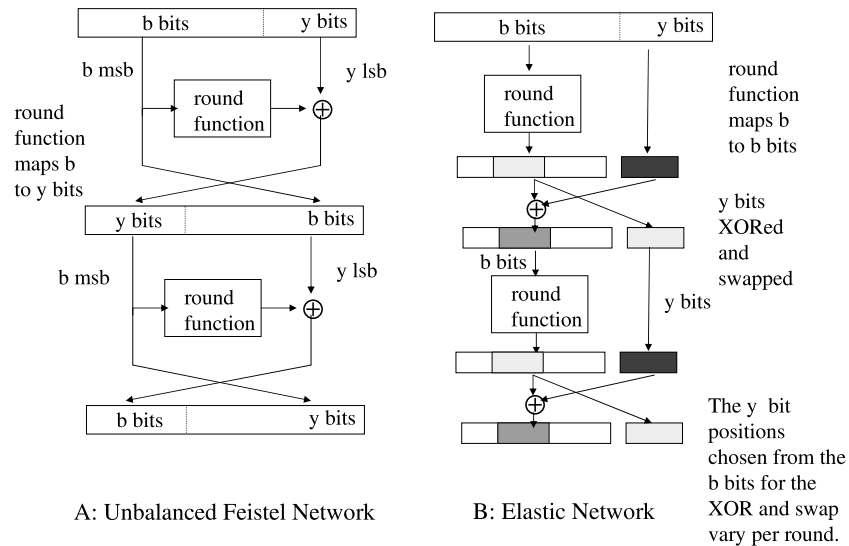 b bits
y bits
b msb
y lsb
round
function
round
function
maps b
to y bits
y bits
b bits
b msb
y lsb
round
function
b bits
y bits
A: Unbalanced Feistel Network
b bits
y bits
round
function
round
function
maps b
to b bits
y bits
XORed
and
swapped
b bits
round
function
y bits
The y bit
positions
chosen from the
b bits for the
XOR and swap
vary per round.
B: Elastic Network